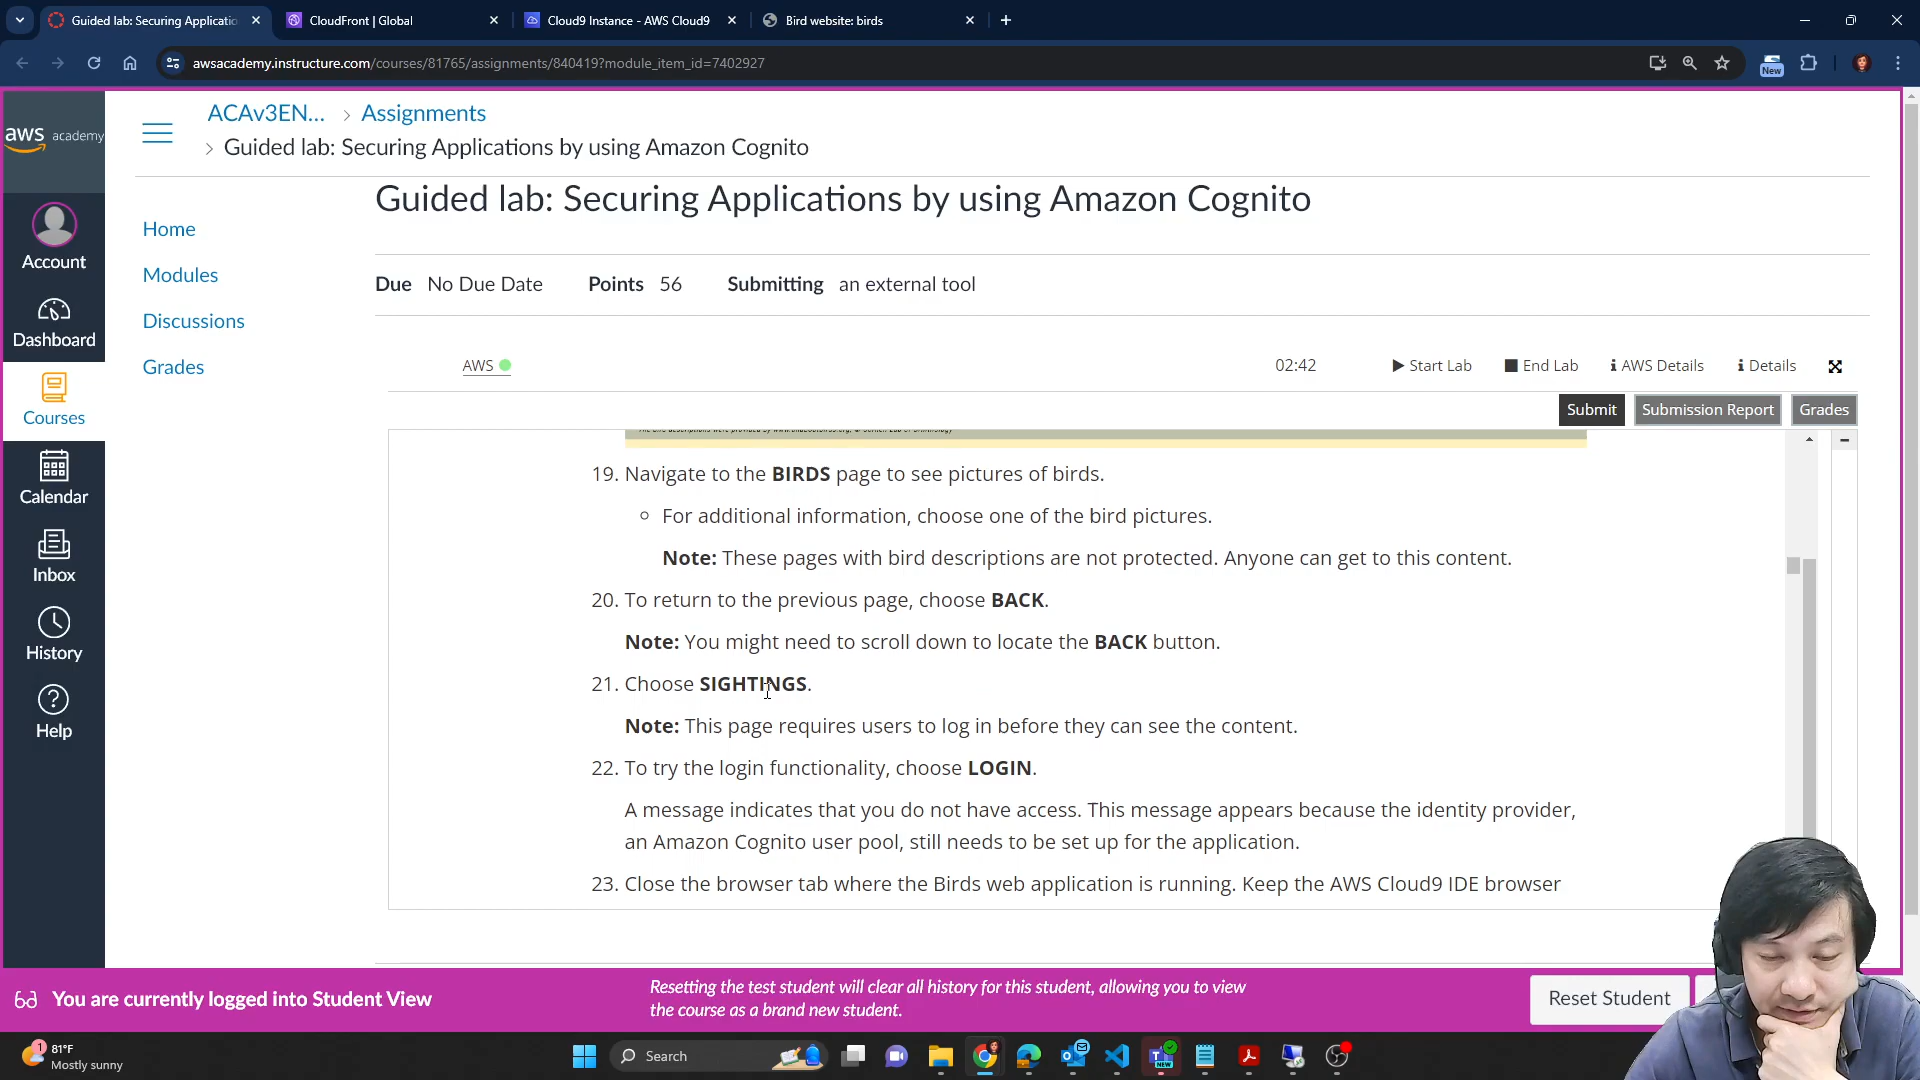 Guided lab: Securing Applicatio
CloudFront | Global
Cloud9 Instance - AWS Cloud9
Bird website: birds
awsacademy.instructure.com/courses/81765/assignments/840419?module_item_id=7402927
New
aws academy
ACAv3EN... > Assignments
> Guided lab: Securing Applications by using Amazon Cognito
Guided lab: Securing Applications by using Amazon Cognito
Home
Modules
Discussions
Grades
Account
Dashboard
Courses
Calendar
Inbox
History
Help
Due No Due Date Points 56 Submitting an external tool
AWS 02:42 Start Lab End Lab AWS Details Details
Submit Submission Report Grades
19. Navigate to the BIRDS page to see pictures of birds.
For additional information, choose one of the bird pictures.
Note: These pages with bird descriptions are not protected. Anyone can get to this content.
20. To return to the previous page, choose BACK.
Note: You might need to scroll down to locate the BACK button.
21. Choose SIGHTINGS.
Note: This page requires users to log in before they can see the content.
22. To try the login functionality, choose LOGIN.
A message indicates that you do not have access. This message appears because the identity provider,
an Amazon Cognito user pool, still needs to be set up for the application.
23. Close the browser tab where the Birds web application is running. Keep the AWS Cloud9 IDE browser
You are currently logged into Student View
Resetting the test student will clear all history for this student, allowing you to view
the course as a brand new student.
Reset Student
1
81°F
Mostly sunny
Search
NEW